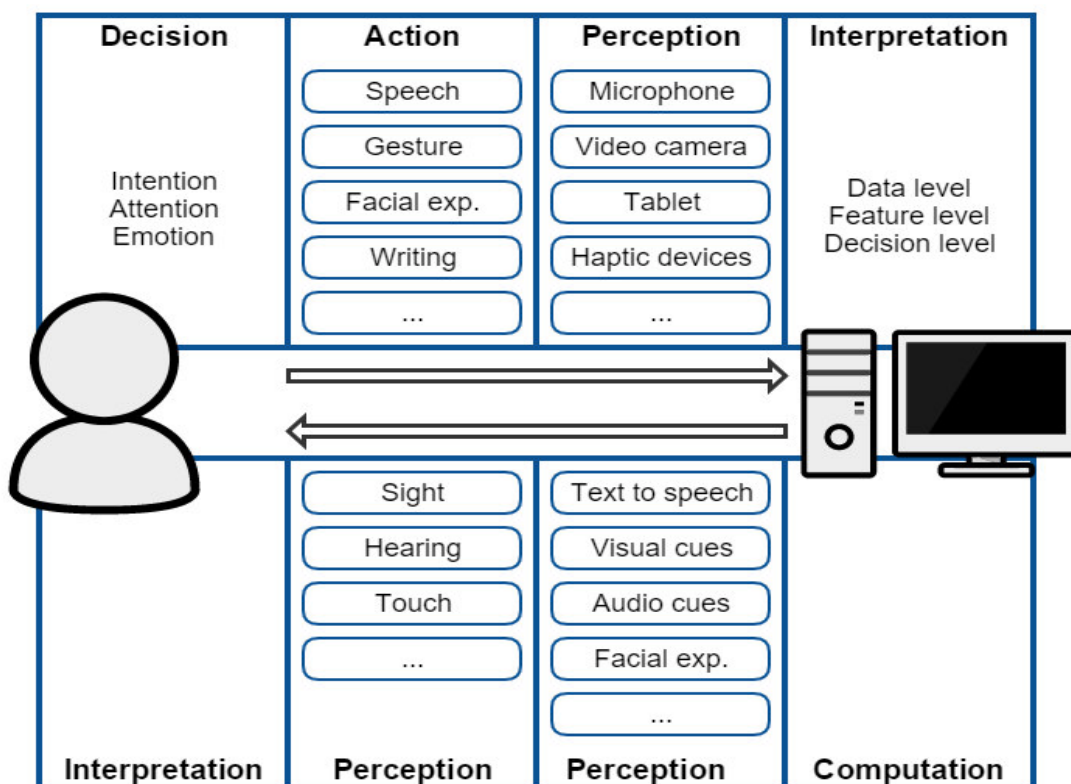 Decision
Action
Perception
Interpretation
Speech
Gesture
Facial exp.
Writing
...
Microphone
Video camera
Tablet
Haptic devices
...
Intention
Attention
Emotion
Data level
Feature level
Decision level
Sight
Hearing
Touch
...
Text to speech
Visual cues
Audio cues
Facial exp.
...
Interpretation
Perception
Perception
Computation